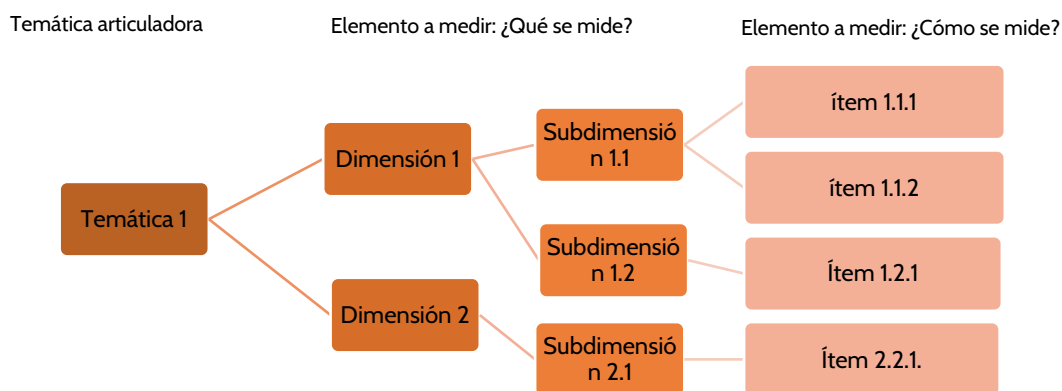 Temática articuladora
Elemento a medir: ¿Qué se mide?
Elemento a medir: ¿Cómo se mide?
Temática 1
Dimensión 1
Dimensión 2
Subdimensió
n 1.1
Subdimensió
n 1.2
Subdimensió
n 2.1
ítem 1.1.1
ítem 1.1.2
Ítem 1.2.1
Ítem 2.2.1.